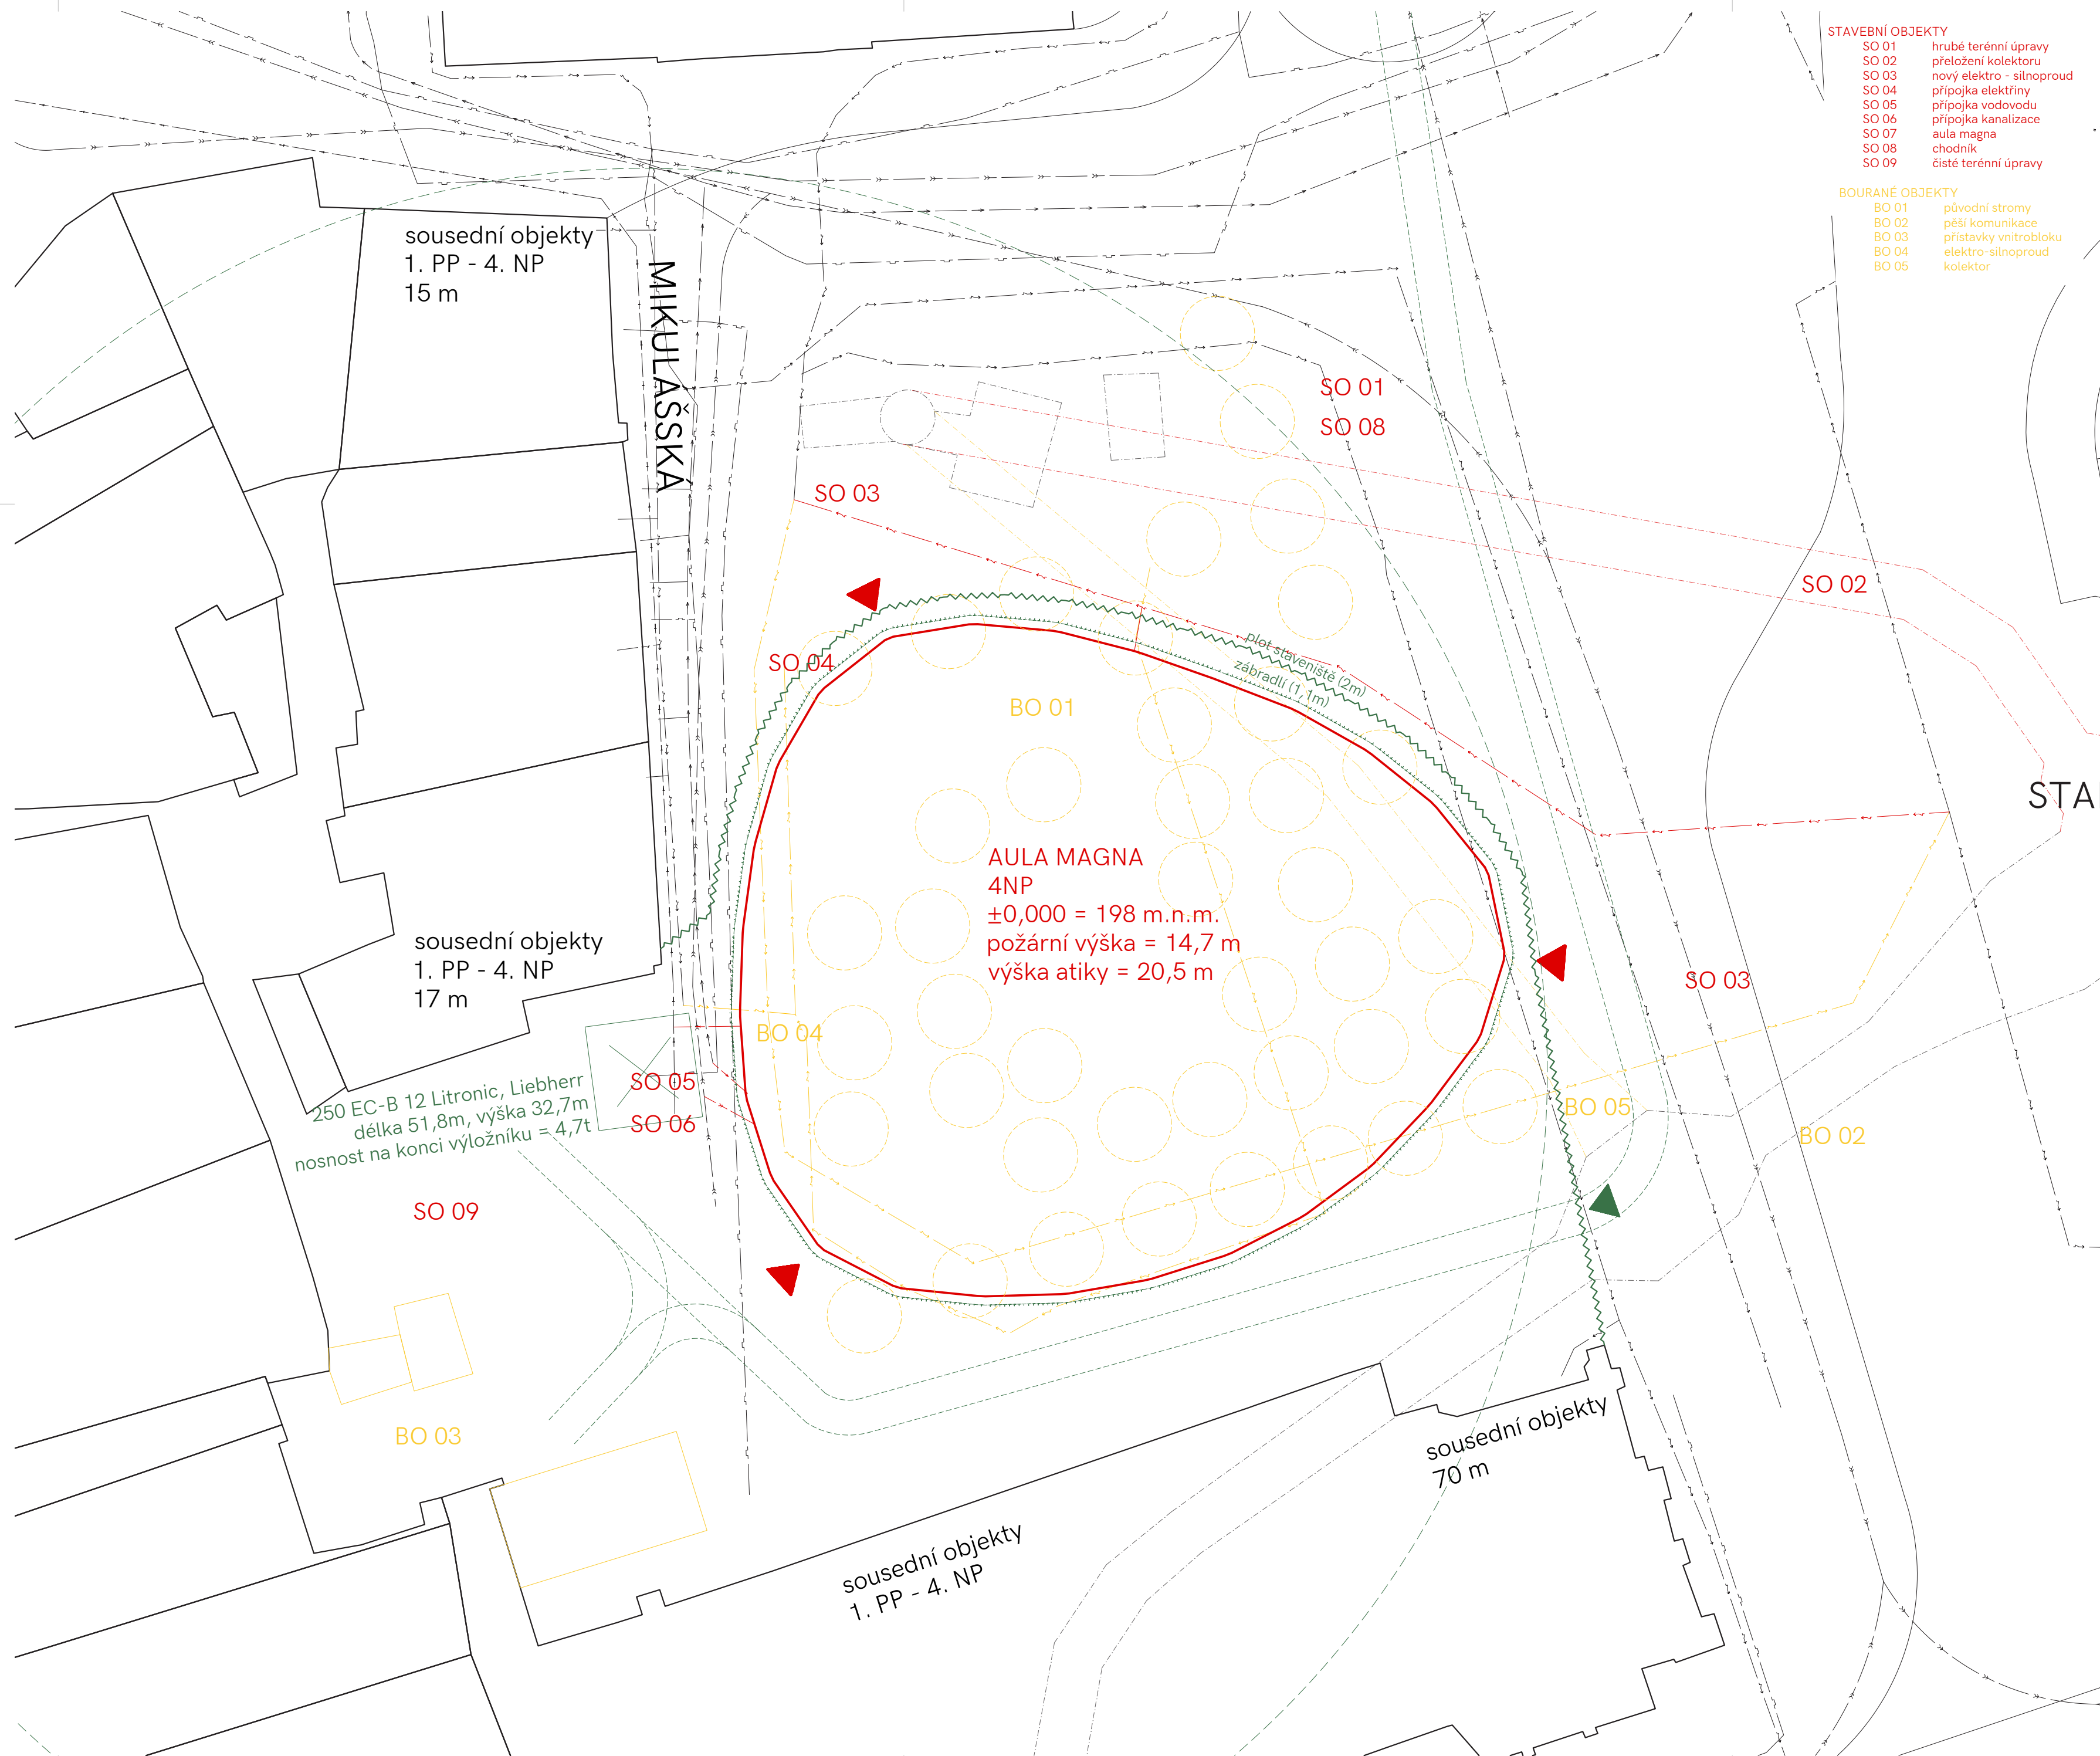 STAVEBNÍ OBJEKTY
SO 01 hrubé terénní úpravy
SO 02 přeložení kolektoru
SO 03 nový elektro - silnoproud
SO 04 přípojka elektřiny
SO 05 přípojka vodovodu
SO 06 přípojka kanalizace
SO 07 aula magna
SO 08 chodník
SO 09 čisté terénní úpravy
BOURANÉ OBJEKTY
BO 01 původní stromy
BO 02 pěší komunikace
BO 03 přístavky vnitrobloku
BO 04 elektro-silnoproud
BO 05 kolektor
sousední objekty
1. PP - 4. NP
15 m
MIKULÁŠSKÁ
SO 01
SO 08
SO 03
SO 02
SO 04
plot staveniště (2m)
zábradlí (1,1m)
BO 01
STA
AULA MAGNA
4NP
±0,000 = 198 m.n.m.
požární výška = 14,7 m
výška atiky = 20,5 m
sousední objekty
1. PP - 4. NP
17 m
SO 03
BO 04
SO 05
SO 06
250 EC-B 12 Litronic, Liebherr
délka 51,8m, výška 32,7m
nosnost na konci výložníku = 4,7t
BO 05
BO 02
SO 09
BO 03
sousední objekty
70 m
sousední objekty
1. PP - 4. NP